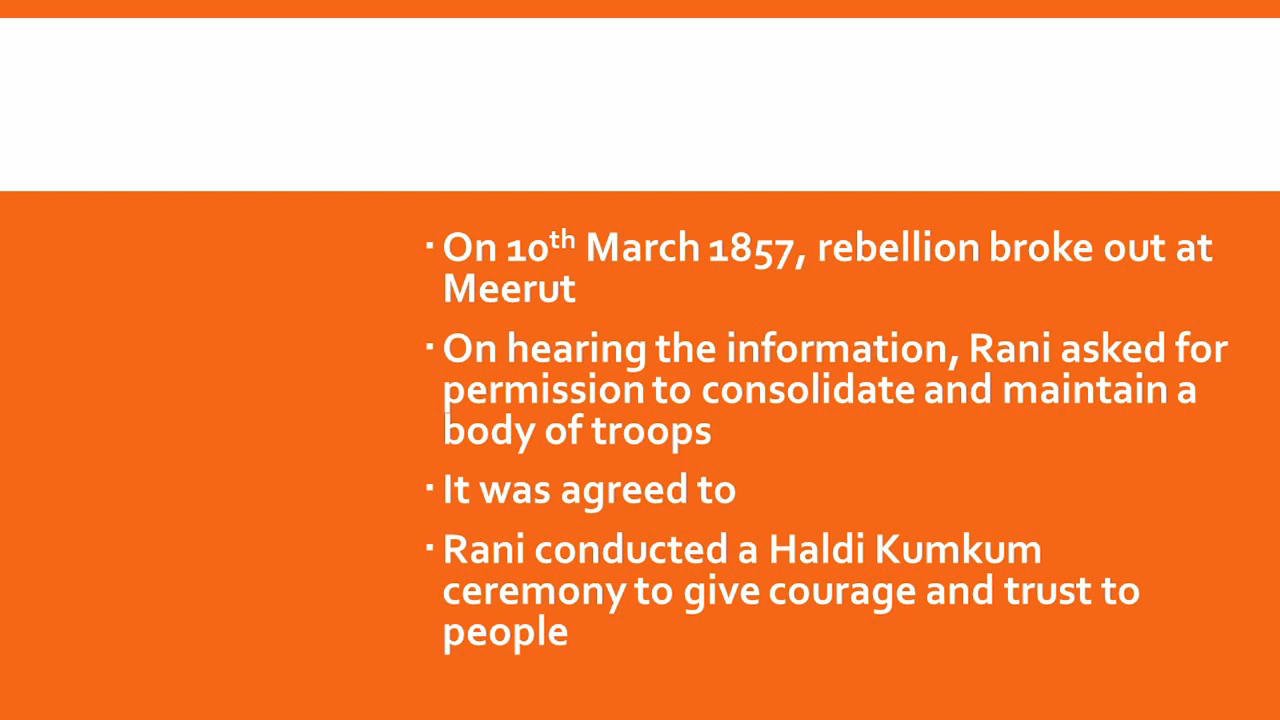 ▪ On 10th March 1857, rebellion broke out at
Meerut
▪ On hearing the information, Rani asked for
permission to consolidate and maintain a
body of troops
▪ It was agreed to
▪ Rani conducted a Haldi Kumkum
ceremony to give courage and trust to
people